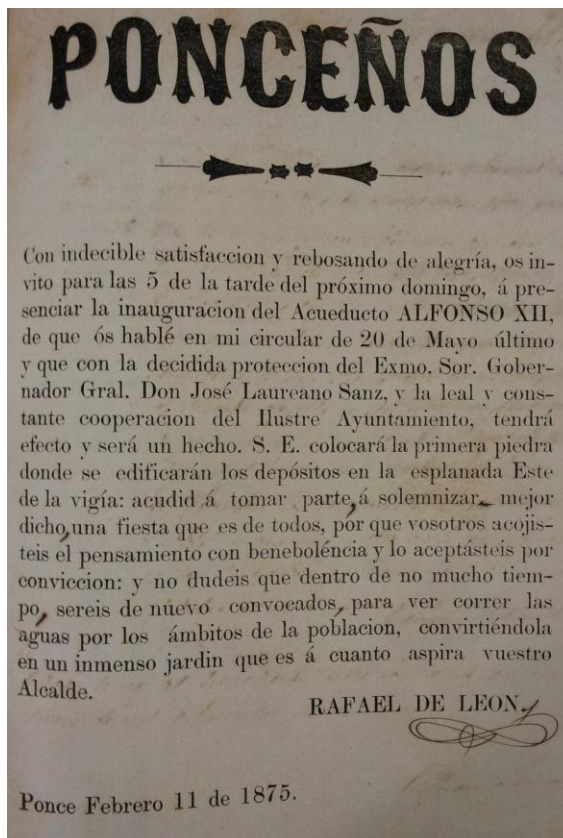 PONCEÑOS
Con indecible satisfaccion y rebosando de alegría, os in-
vito para las 5 de la tarde del próximo domingo, á pre-
senciar la inauguracion del Acueducto ALFONSO XII,
de que ós hablé en mi circular de 20 de Mayo último
y que con la decidida proteccion del Exmo. Sor. Gober-
nador Gral. Don José Laureano Sanz, y la leal y cons-
tante cooperacion del Ilustre Ayuntamiento, tendrá
efecto y será un hecho. S. E. colocará la primera piedra
donde se edificarán los depósitos en la esplanada Este
de la vigía: acudid á tomar parte, á solemnizar mejor
dicho, una fiesta que es de todos, pór que vosotros acojis-
teis el pensamiento con beneboléncia y lo aceptásteis por
conviccion: y no dudeis que dentro de no mucho tiem-
po, sereis de nuevo convocados, para ver correr las
aguas por los ámbitos de la poblacion, convirtiéndola
en un inmenso jardin que es á cuanto aspira vuestro
Alcalde.
RAFAEL DE LEON.
Ponce Febrero 11 de 1875.